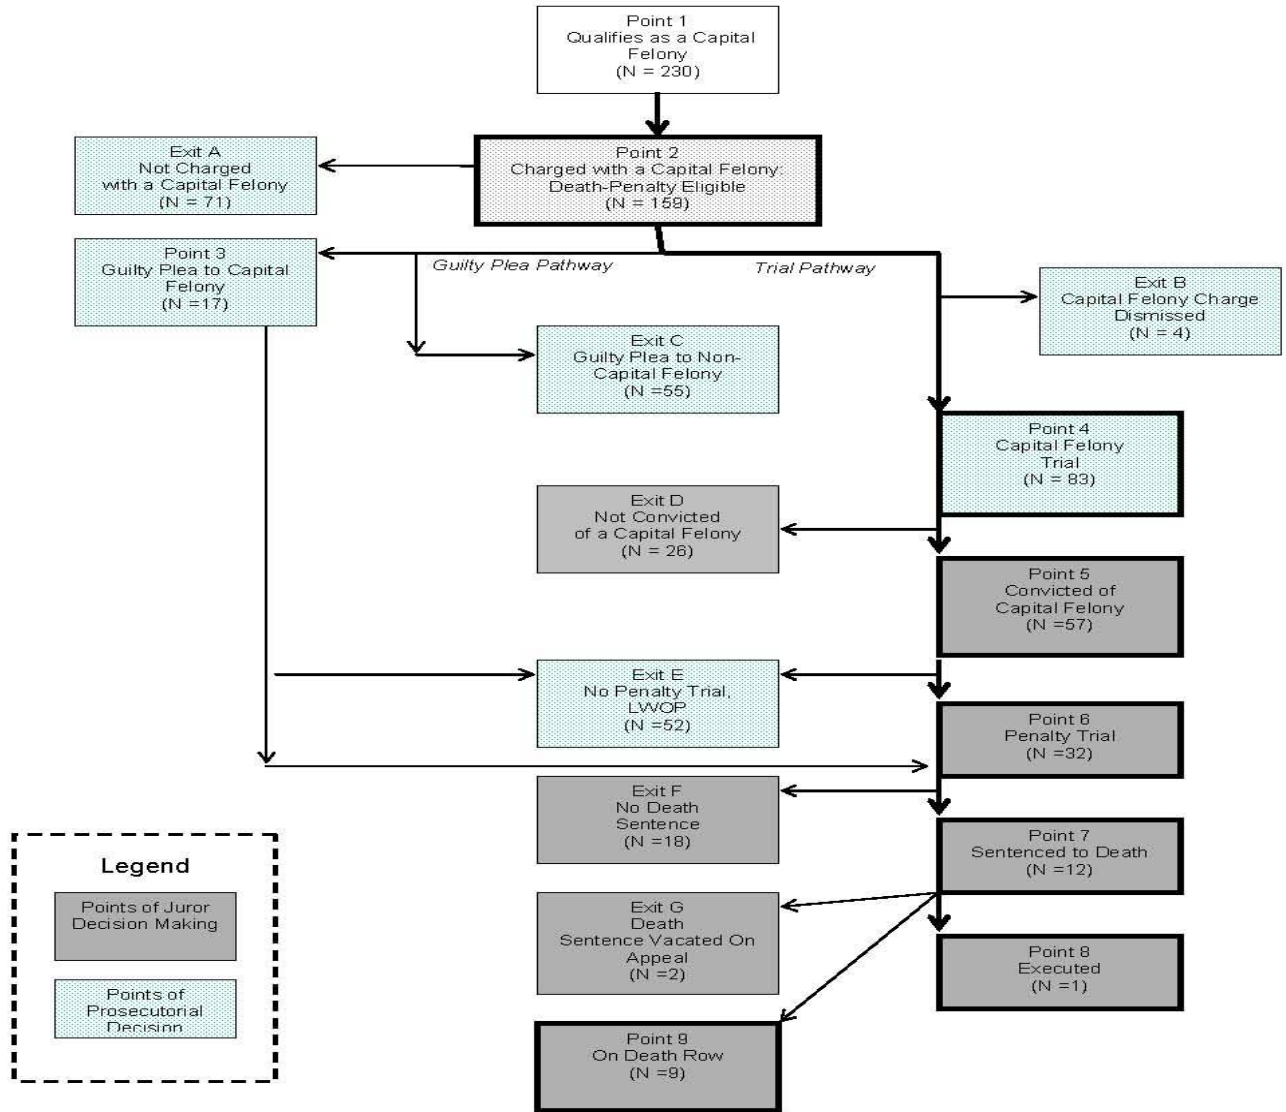 Point 1
Qualifies as a Capital
Felony
(N = 230)
Exit A
Not Charged
with a Capital Felony
(N = 71)
Point 2
Charged with a Capital Felony:
Death-Penalty Eligible
(N = 159)
Point 3
Guilty Plea to Capital
Felony
(N =17)
Guilty Plea Pathway
Trial Pathway
Exit B
Capital Felony Charge
Dismissed
(N = 4)
Exit C
Guilty Plea to Non-
Capital Felony
(N =55)
Point 4
Capital Felony
Trial
(N = 83)
Exit D
Not Convicted
of a Capital Felony
(N = 26)
Point 5
Convicted of
Capital Felony
(N =57)
Exit E
No Penalty Trial,
LWOP
(N =52)
Point 6
Penalty Trial
(N =32)
Exit F
No Death
Sentence
(N =18)
Point 7
Sentenced to Death
(N =12)
Exit G
Death
Sentence Vacated On
Appeal
(N =2)
Point 8
Executed
(N =1)
Point 9
On Death Row
(N =9)
Legend
Points of Juror
Decision Making
Points of
Prosecutorial
Decision